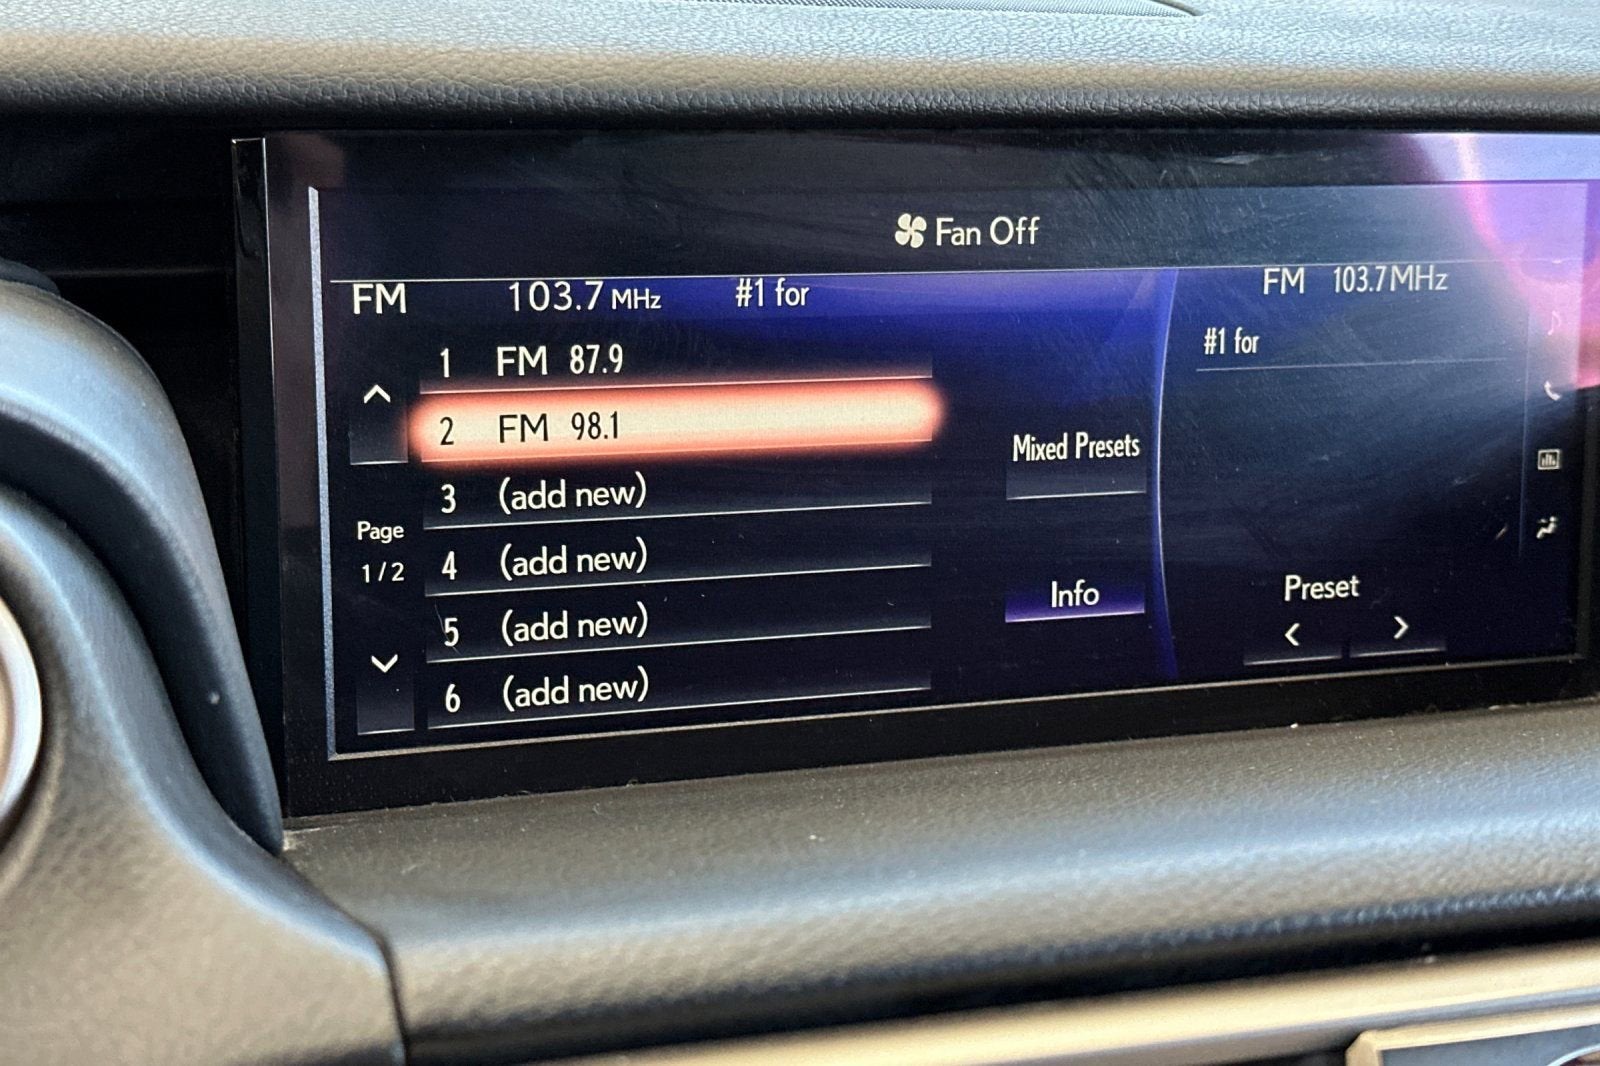 Fan Off
FM 103.7 MHz #1 for
1 FM 87.9
2 FM 98.1
3 (add new)
4 (add new)
5 (add new)
6 (add new)
Page
1/2
Mixed Presets
Info
FM 103.7MHz
#1 for
Preset